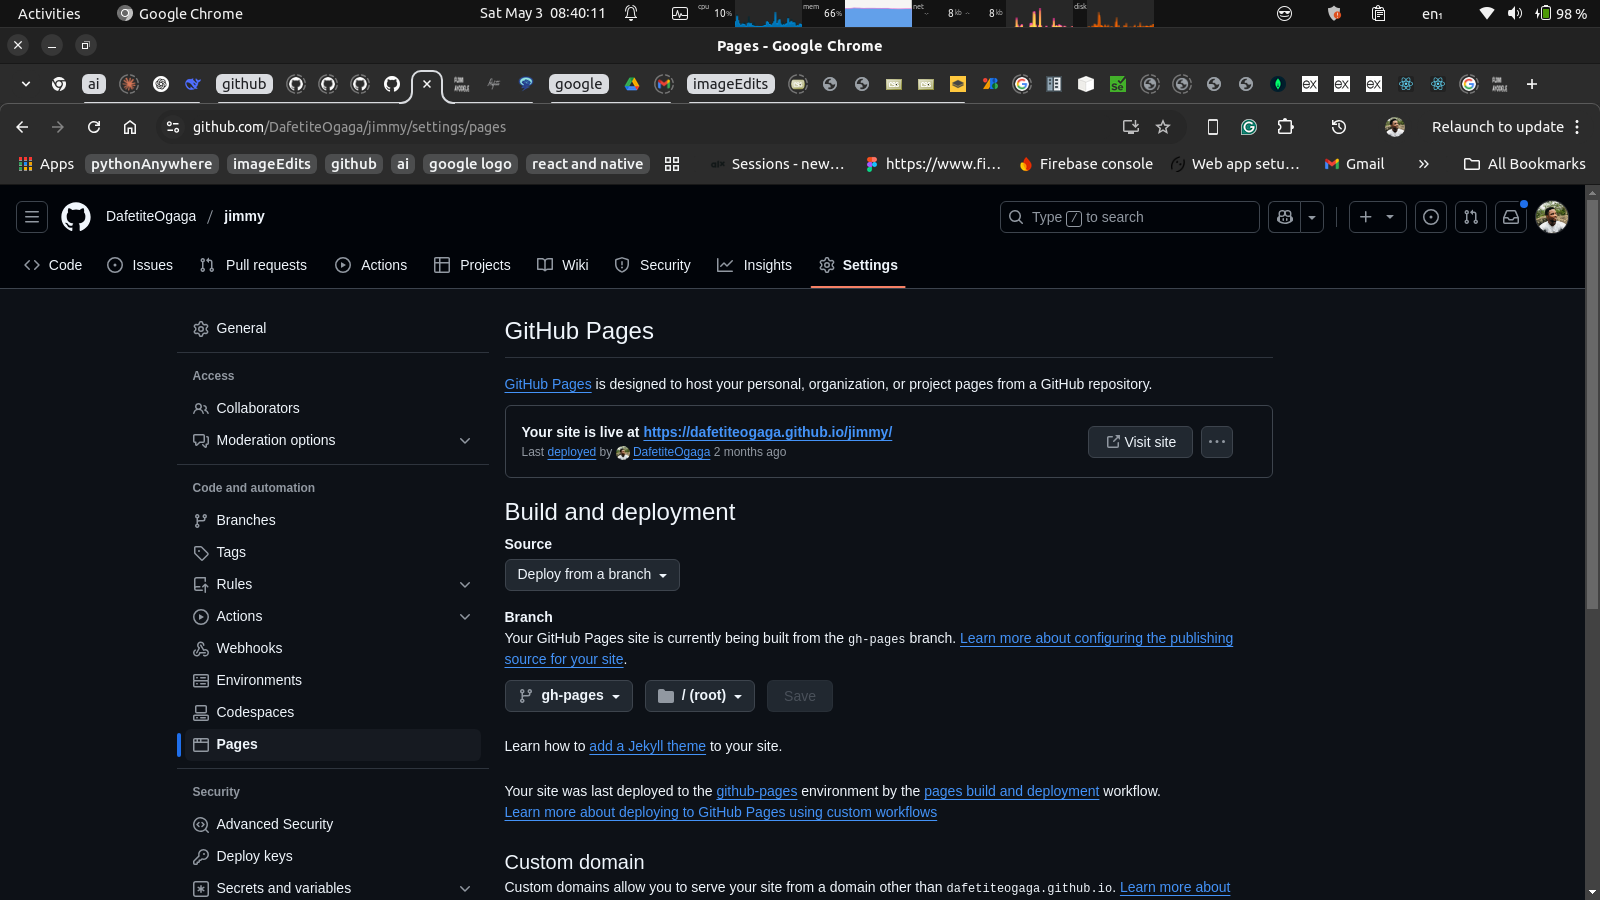 Activities Google Chrome Sat May 3 08:40:11 cpu 10% mem 66% net 8 kb 8 kb disk en₁ 98 %
Pages - Google Chrome
ai github google imageEdits
github.com/DafetiteOgaga/jimmy/settings/pages Relaunch to update
Apps pythonAnywhere imageEdits github ai google logo react and native Sessions - new… https://www.fi… Firebase console Web app setu… Gmail » All Bookmarks
DafetiteOgaga / jimmy Type / to search
Code Issues Pull requests Actions Projects Wiki Security Insights Settings
General
Access
Collaborators
Moderation options
Code and automation
Branches
Tags
Rules
Actions
Webhooks
Environments
Codespaces
Pages
Security
Advanced Security
Deploy keys
Secrets and variables
GitHub Pages
GitHub Pages is designed to host your personal, organization, or project pages from a GitHub repository.
Your site is live at https://dafetiteogaga.github.io/jimmy/
Last deployed by DafetiteOgaga 2 months ago
Visit site
Build and deployment
Source
Deploy from a branch
Branch
Your GitHub Pages site is currently being built from the gh-pages branch. Learn more about configuring the publishing
source for your site.
gh-pages / (root) Save
Learn how to add a Jekyll theme to your site.
Your site was last deployed to the github-pages environment by the pages build and deployment workflow.
Learn more about deploying to GitHub Pages using custom workflows
Custom domain
Custom domains allow you to serve your site from a domain other than dafetiteogaga.github.io. Learn more about